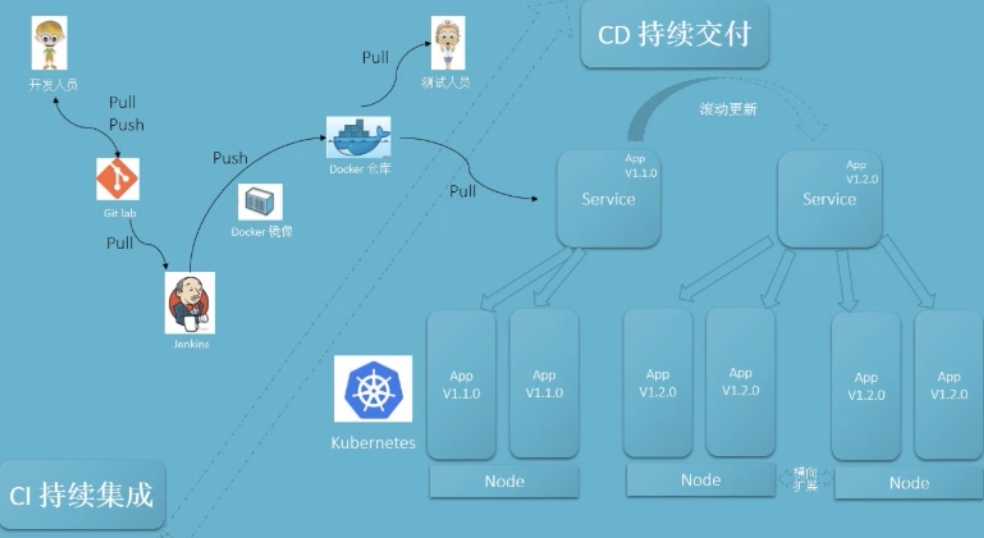 CD 持续交付
开发人员
Pull
Push
Git lab
Pull
Jenkins
Push
Docker 镜像
Docker 仓库
Pull
测试人员
Pull
滚动更新
App
V1.1.0
Service
App
V1.2.0
Service
Kubernetes
App
V1.1.0
App
V1.1.0
Node
App
V1.2.0
App
V1.2.0
Node
横向
扩展
App
V1.2.0
App
V1.2.0
Node
CI 持续集成